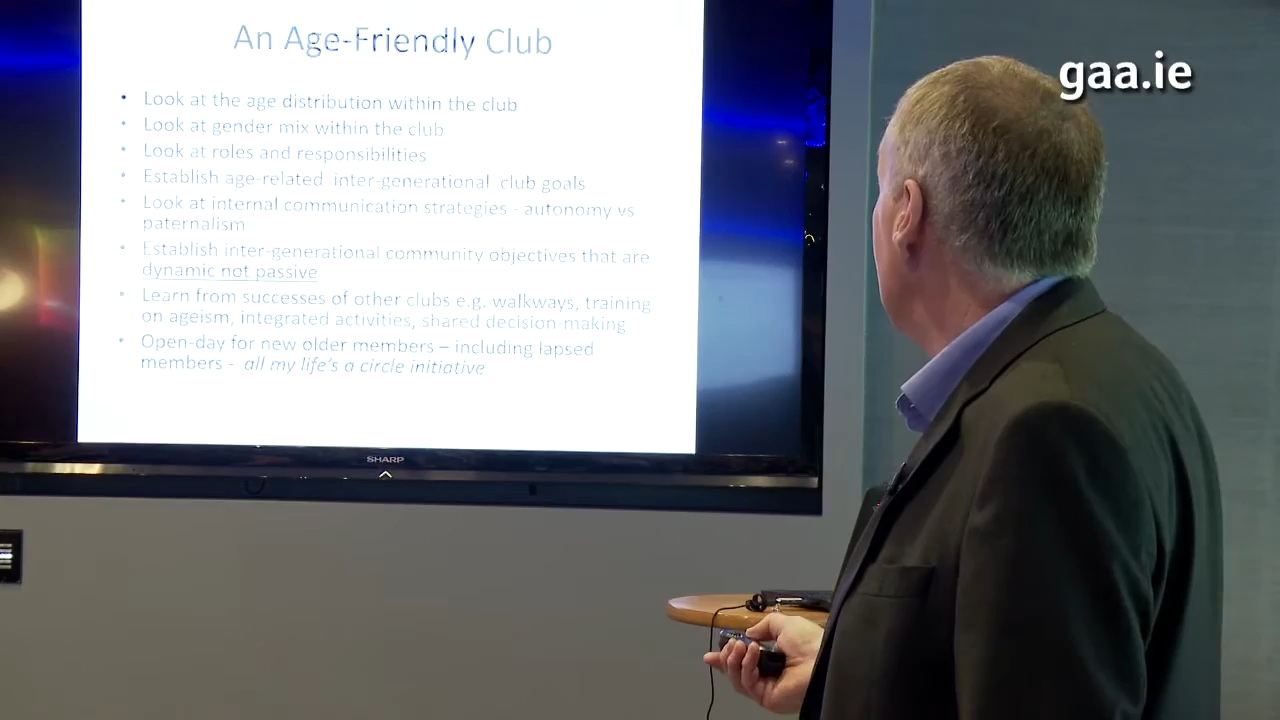 An Age-Friendly Club
gaa.ie
• Look at the age distribution within the club
• Look at gender mix within the club
• Look at roles and responsibilities
• Establish age-related inter-generational club goals
• Look at internal communication strategies - autonomy vs
paternalism
• Establish inter-generational community objectives that are
dynamic not passive
• Learn from successes of other clubs e.g. walkways, training
on ageism, integrated activities, shared decision-making
• Open-day for new older members – including lapsed
members - all my life's a circle initiative
SHARP